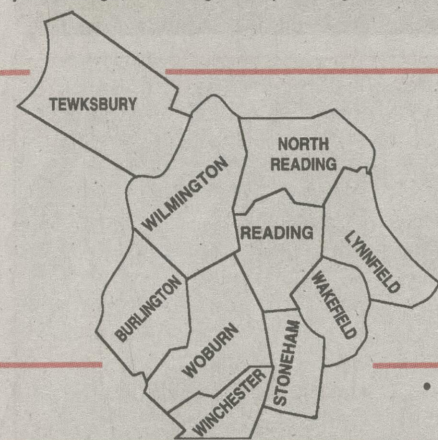 TEWKSBURY
WILMINGTON
NORTH
READING
READING
LYNNFIELD
BURLINGTON
WAKEFIELD
WOBURN
STONEHAM
WINCHESTER